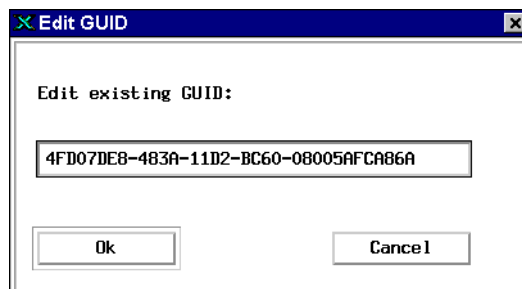 Edit GUID
Edit existing GUID:
4FD07DE8-483A-11D2-BC60-08005AFCA86A
Ok
Cancel